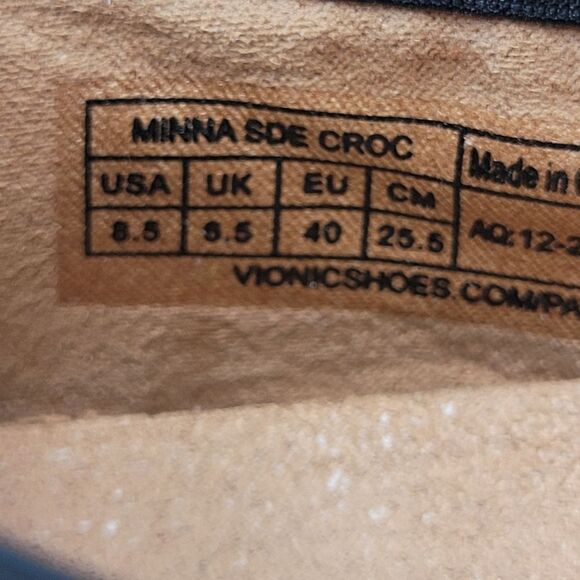 MINNA SDE CROC
Made in
USA UK EU CM
8.5 6.5 40 25.5
AQ:12-2
VIONICSHOES.COM/PA